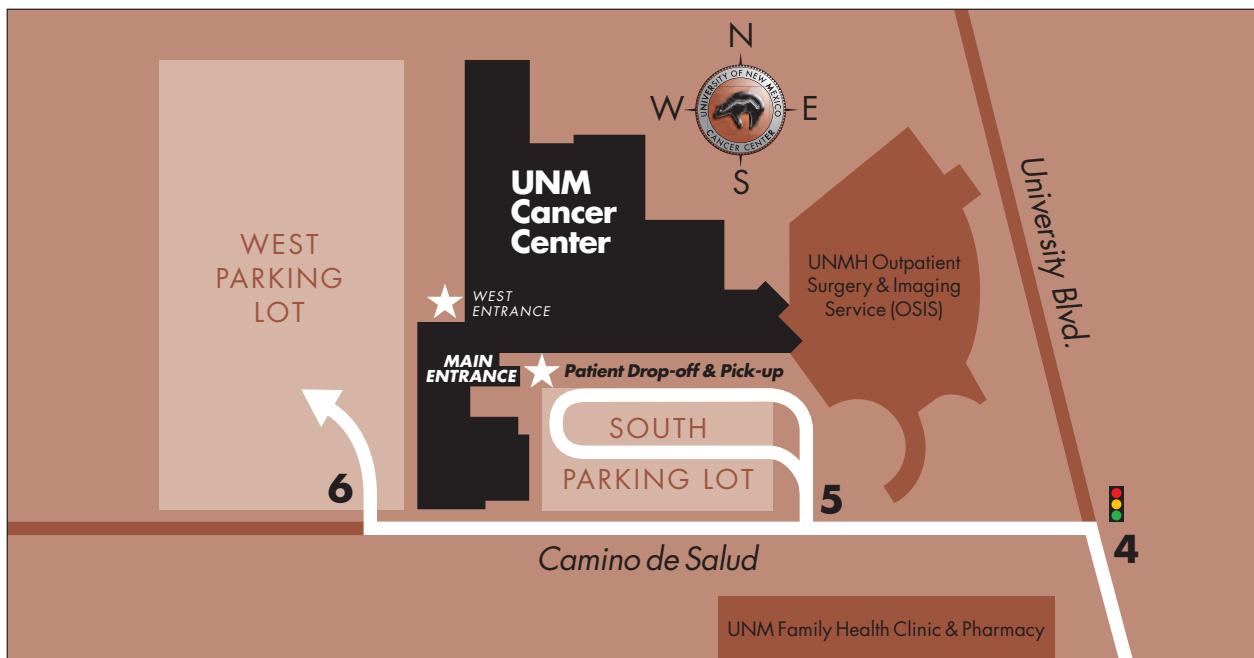 N
W
E
S
UNIVERSITY OF NEW MEXICO
CANCER CENTER
UNM
Cancer
Center
WEST
PARKING
LOT
WEST
ENTRANCE
UNMH Outpatient
Surgery & Imaging
Service (OSIS)
University Blvd.
MAIN
ENTRANCE
Patient Drop-off & Pick-up
SOUTH
PARKING LOT
6
5
4
Camino de Salud
UNM Family Health Clinic & Pharmacy